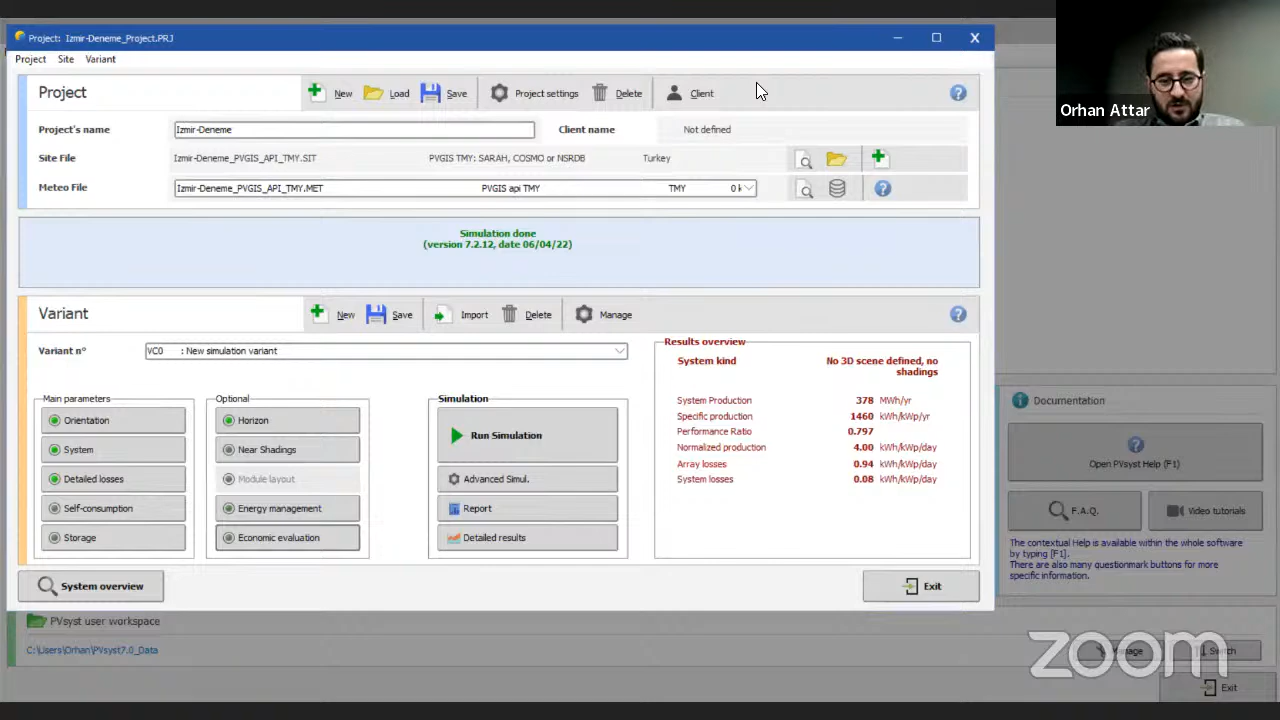 Project: Izmir-Deneme_Project.PRJ
Project Site Variant
Project New Load Save Project settings Delete Client
Project's name Izmir-Deneme Client name Not defined
Site File Izmir-Deneme_PVGIS_API_TMY.SIT PVGIS TMY: SARAH, COSMO or NSRDB Turkey
Meteo File Izmir-Deneme_PVGIS_API_TMY.MET PVGIS api TMY TMY 0 k
Simulation done
(version 7.2.12, date 06/04/22)
Variant New Save Import Delete Manage
Variant n° VC0 : New simulation variant
Results overview
System kind No 3D scene defined, no
shadings
System Production 378 MWh/yr
Specific production 1460 kWh/kWp/yr
Performance Ratio 0.797
Normalized production 4.00 kWh/kWp/day
Array losses 0.94 kWh/kWp/day
System losses 0.08 kWh/kWp/day
Main parameters
Orientation
System
Detailed losses
Self-consumption
Storage
Optional
Horizon
Near Shadings
Module layout
Energy management
Economic evaluation
Simulation
Run Simulation
Advanced Simul.
Report
Detailed results
System overview
Exit
Orhan Attar
Documentation
Open PVsyst Help (F1)
F.A.Q. Video tutorials
The contextual Help is available within the whole software
by typing [F1].
There are also many questionmark buttons for more
specific information.
PVsyst user workspace
C:\Users\Orhan\PVsyst7.0_Data
Manage Switch
Exit
zoom